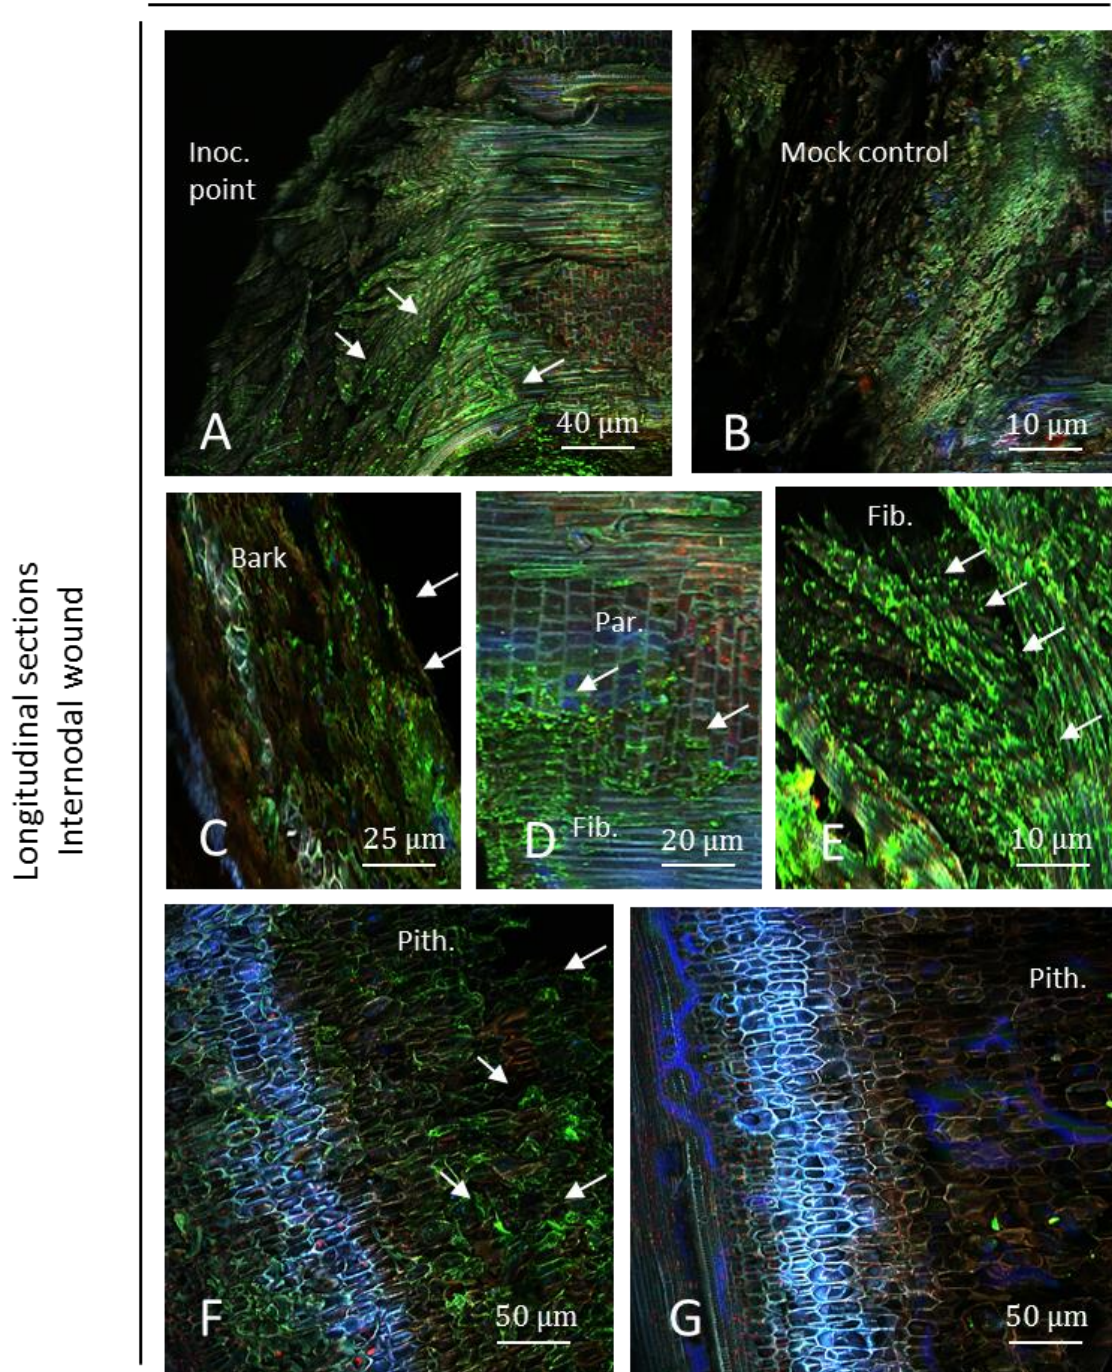 Longitudinal sections
Internodal wound
Inoc.
point
A
40 µm
Mock control
B
10 µm
Bark
C
25 µm
Par.
D
Fib.
20 µm
Fib.
E
10 µm
Pith.
F
50 µm
Pith.
G
50 µm